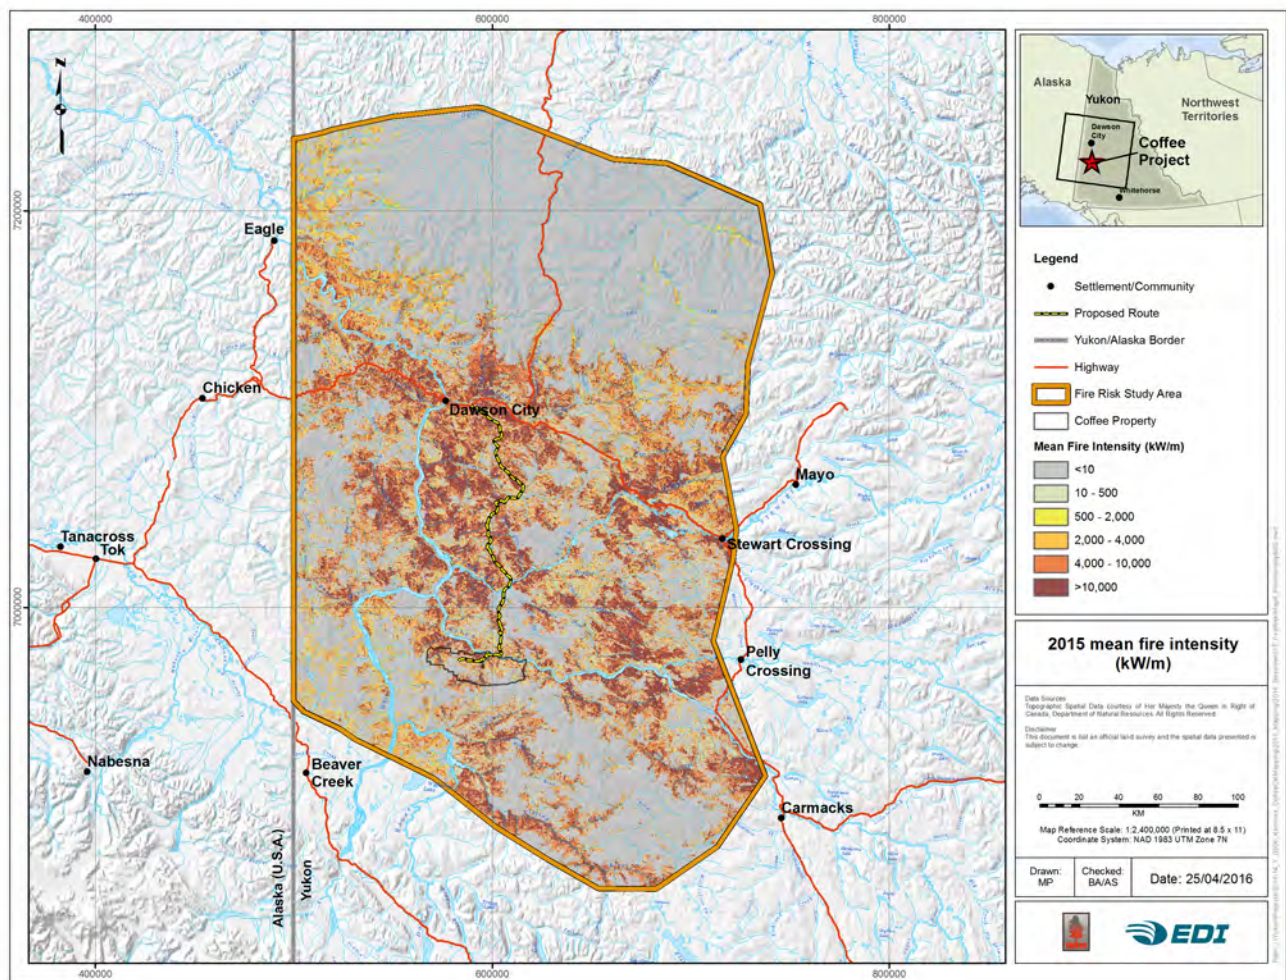 400000
600000
800000
7200000
7000000
N
Eagle
Chicken
Dawson City
Mayo
Tanacross
Tok
Stewart Crossing
Pelly
Crossing
Nabesna
Beaver
Creek
Carmacks
Alaska (U.S.A.)
Yukon
400000
600000
800000
Alaska
Yukon
Northwest
Territories
Dawson
City
Coffee
Project
Whitehorse
Legend
Settlement/Community
Proposed Route
Yukon/Alaska Border
Highway
Fire Risk Study Area
Coffee Property
Mean Fire Intensity (kW/m)
<10
10 - 500
500 - 2,000
2,000 - 4,000
4,000 - 10,000
>10,000
2015 mean fire intensity
(kW/m)
Data Sources
Topographic Spatial Data courtesy of Her Majesty the Queen in Right of
Canada, Department of Natural Resources. All Rights Reserved.
Disclaimer
This document is not an official land survey and the spatial data presented is
subject to change.
0 20 40 60 80 100
KM
Map Reference Scale: 1:2,400,000 (Printed at 8.5 x 11)
Coordinate System: NAD 1983 UTM Zone 7N
Drawn:
MP
Checked:
BA/AS
Date: 25/04/2016
EDI